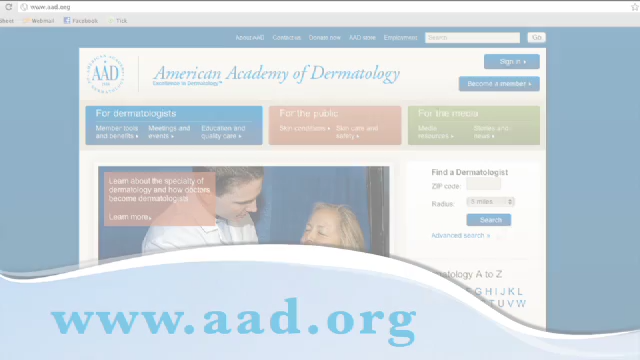 www.aad.org
Webmail Facebook Tick
About AAD Contact us Donate now AAD store Employment Search Go
Sign in
Become a member
AAD
American Academy of Dermatology
Excellence in Dermatology™
For dermatologists For the public For the media
Member tools and benefits Meetings and events Education and quality care
Skin conditions Skin care and safety
Media resources Stories and news
Learn about the specialty of
dermatology and how doctors
become dermatologists
Learn more
Find a Dermatologist
ZIP code:
Radius: 5 miles
Search
Advanced search
matology A to Z
G H I J K L
T U V W
www.aad.org